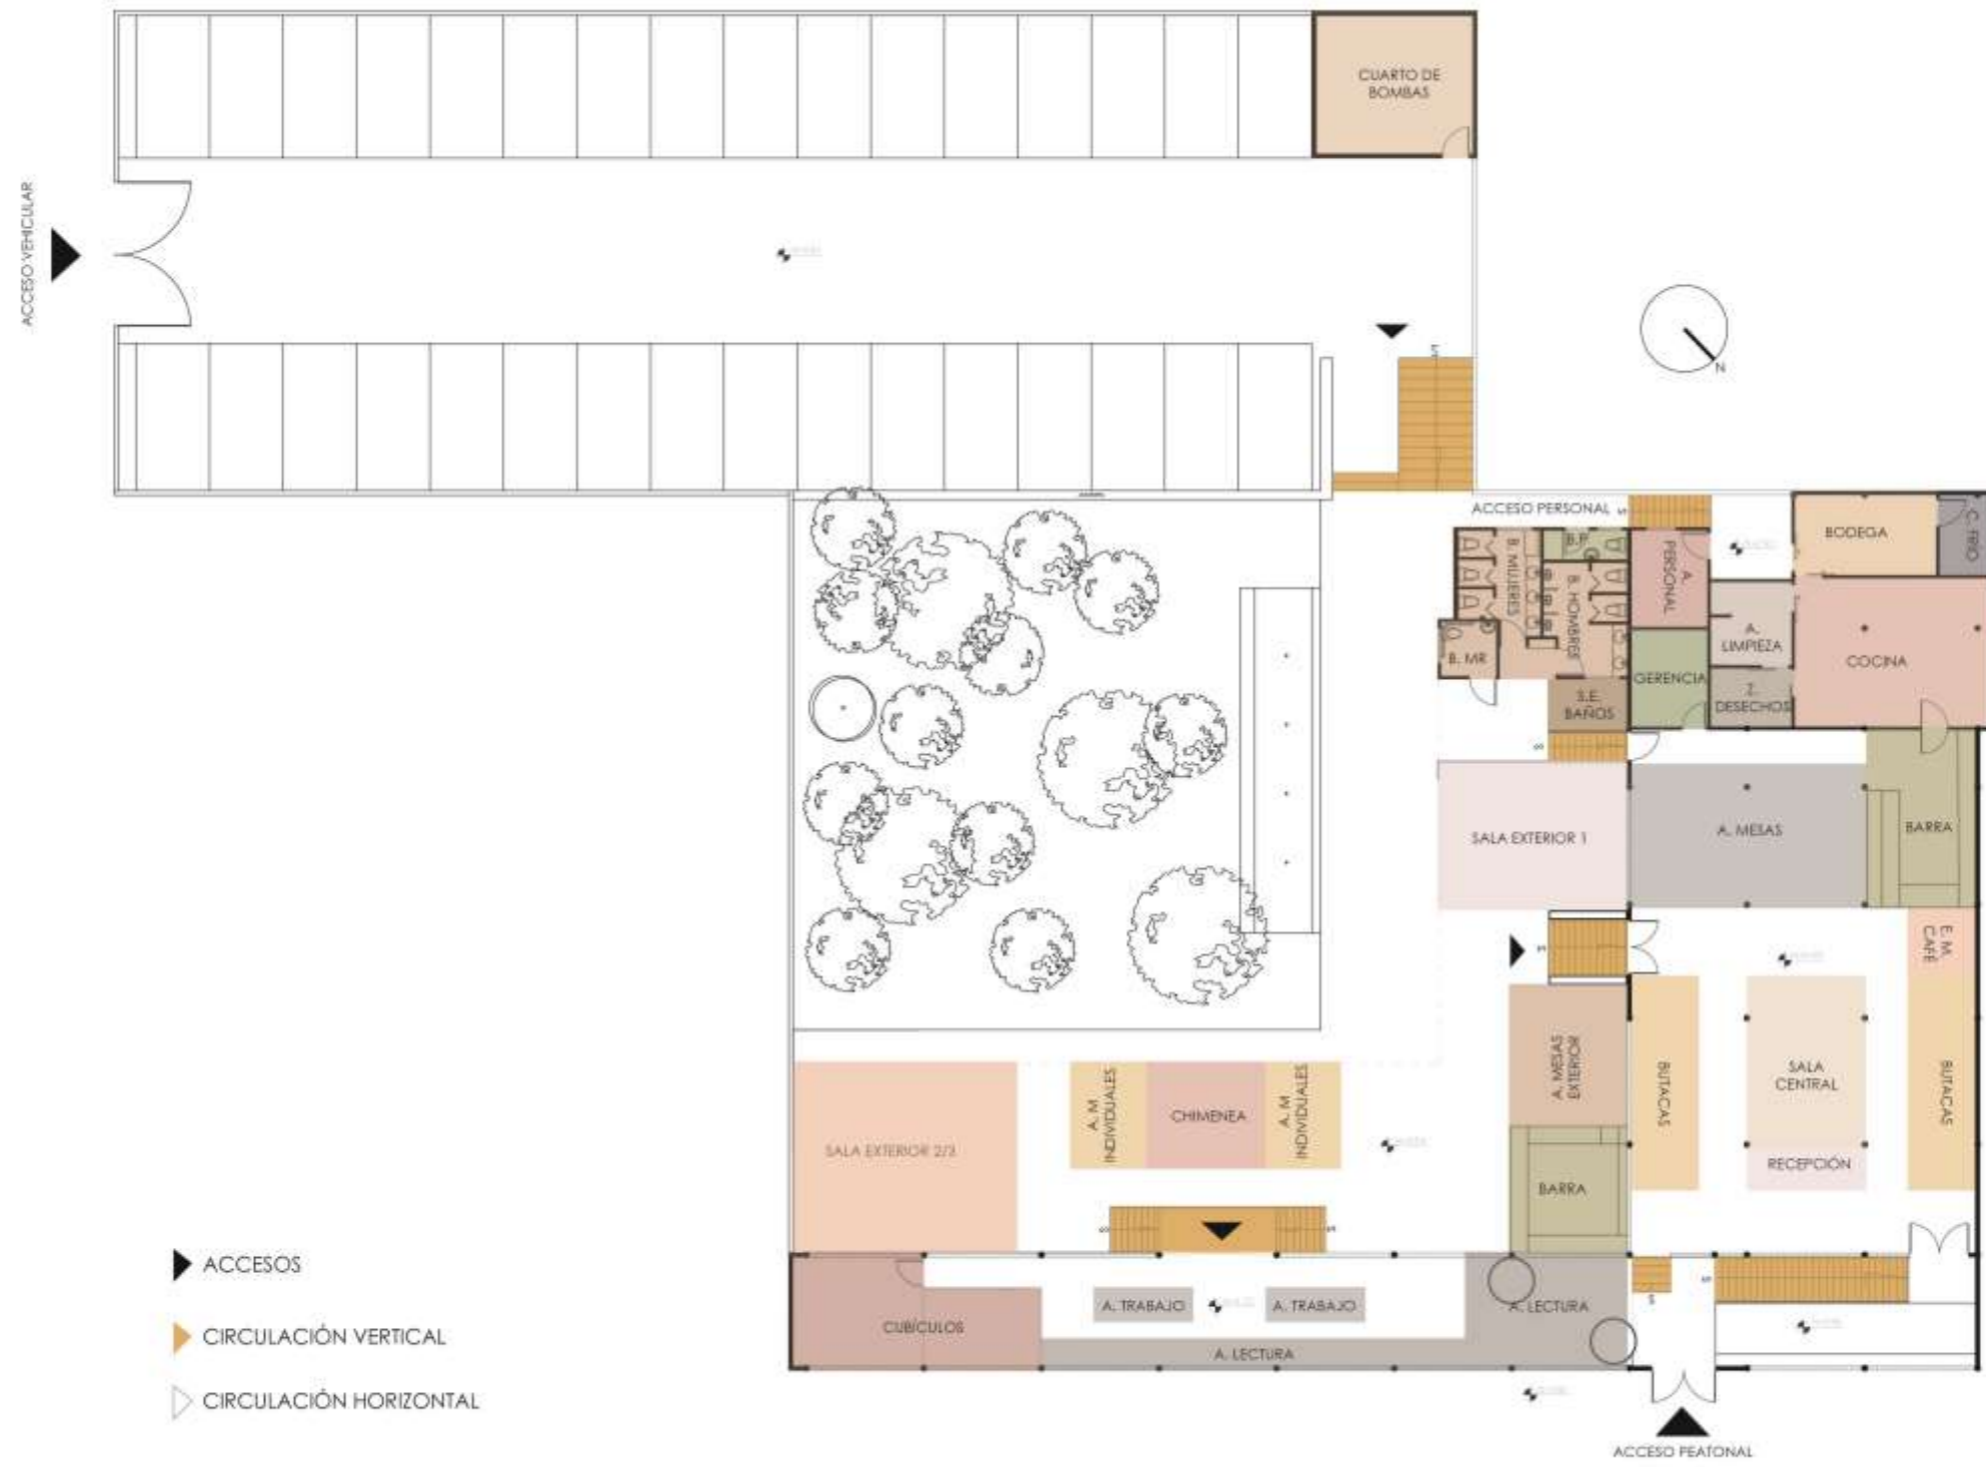 CUARTO DE
BOMBAS
ACCESO VEHICULAR
N
ACCESO PERSONAL
S
B. MUJERES
B.P.
B. HOMBRES
A.
PERSONAL
BODEGA
C. FRIO
B. MR
A.
LIMPIEZA
COCINA
GERENCIA
Z.
DESECHOS
S.E.
BAÑOS
S
SALA EXTERIOR 1
A. MESAS
BARRA
E. M.
CAFÉ
S
A. MESAS
EXTERIOR
BUTACAS
SALA
CENTRAL
BUTACAS
RECEPCIÓN
A. M
INDIVIDUALES
CHIMENEA
A. M
INDIVIDUALES
SALA EXTERIOR 2/3
BARRA
S
S
CUBÍCULOS
A. TRABAJO
A. TRABAJO
A. LECTURA
A. LECTURA
S
S
ACCESO PEATONAL
ACCESOS
CIRCULACIÓN VERTICAL
CIRCULACIÓN HORIZONTAL